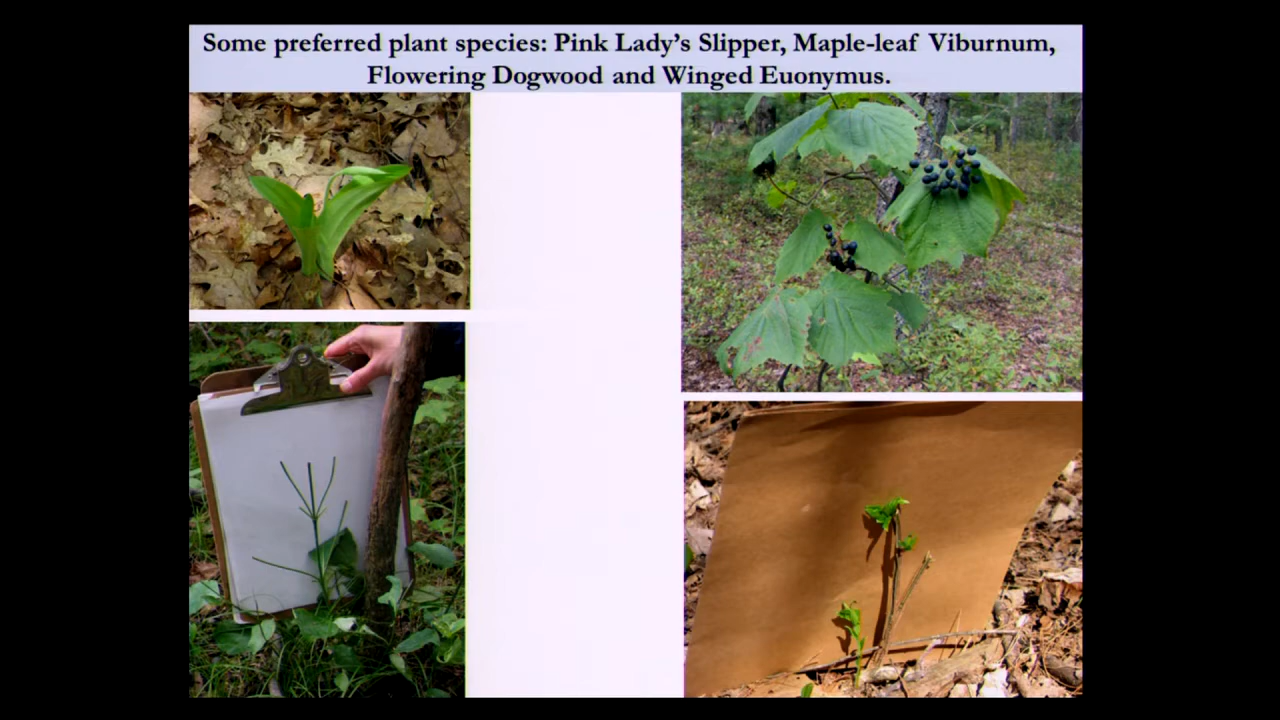 Some preferred plant species: Pink Lady's Slipper, Maple-leaf Viburnum,
Flowering Dogwood and Winged Euonymus.